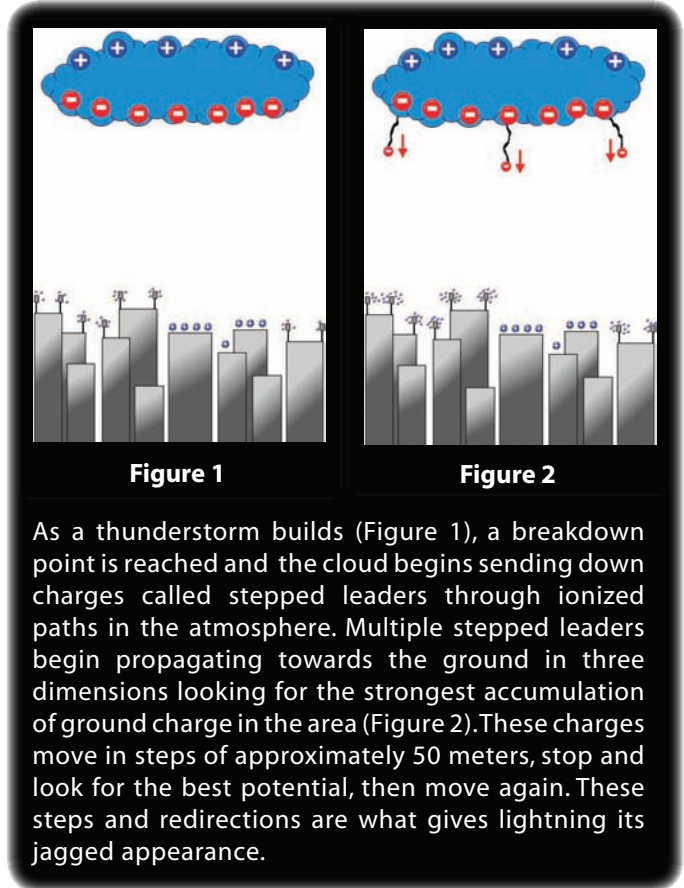 Figure 1
Figure 2
As a thunderstorm builds (Figure 1), a breakdown
point is reached and the cloud begins sending down
charges called stepped leaders through ionized
paths in the atmosphere. Multiple stepped leaders
begin propagating towards the ground in three
dimensions looking for the strongest accumulation
of ground charge in the area (Figure 2).These charges
move in steps of approximately 50 meters, stop and
look for the best potential, then move again. These
steps and redirections are what gives lightning its
jagged appearance.